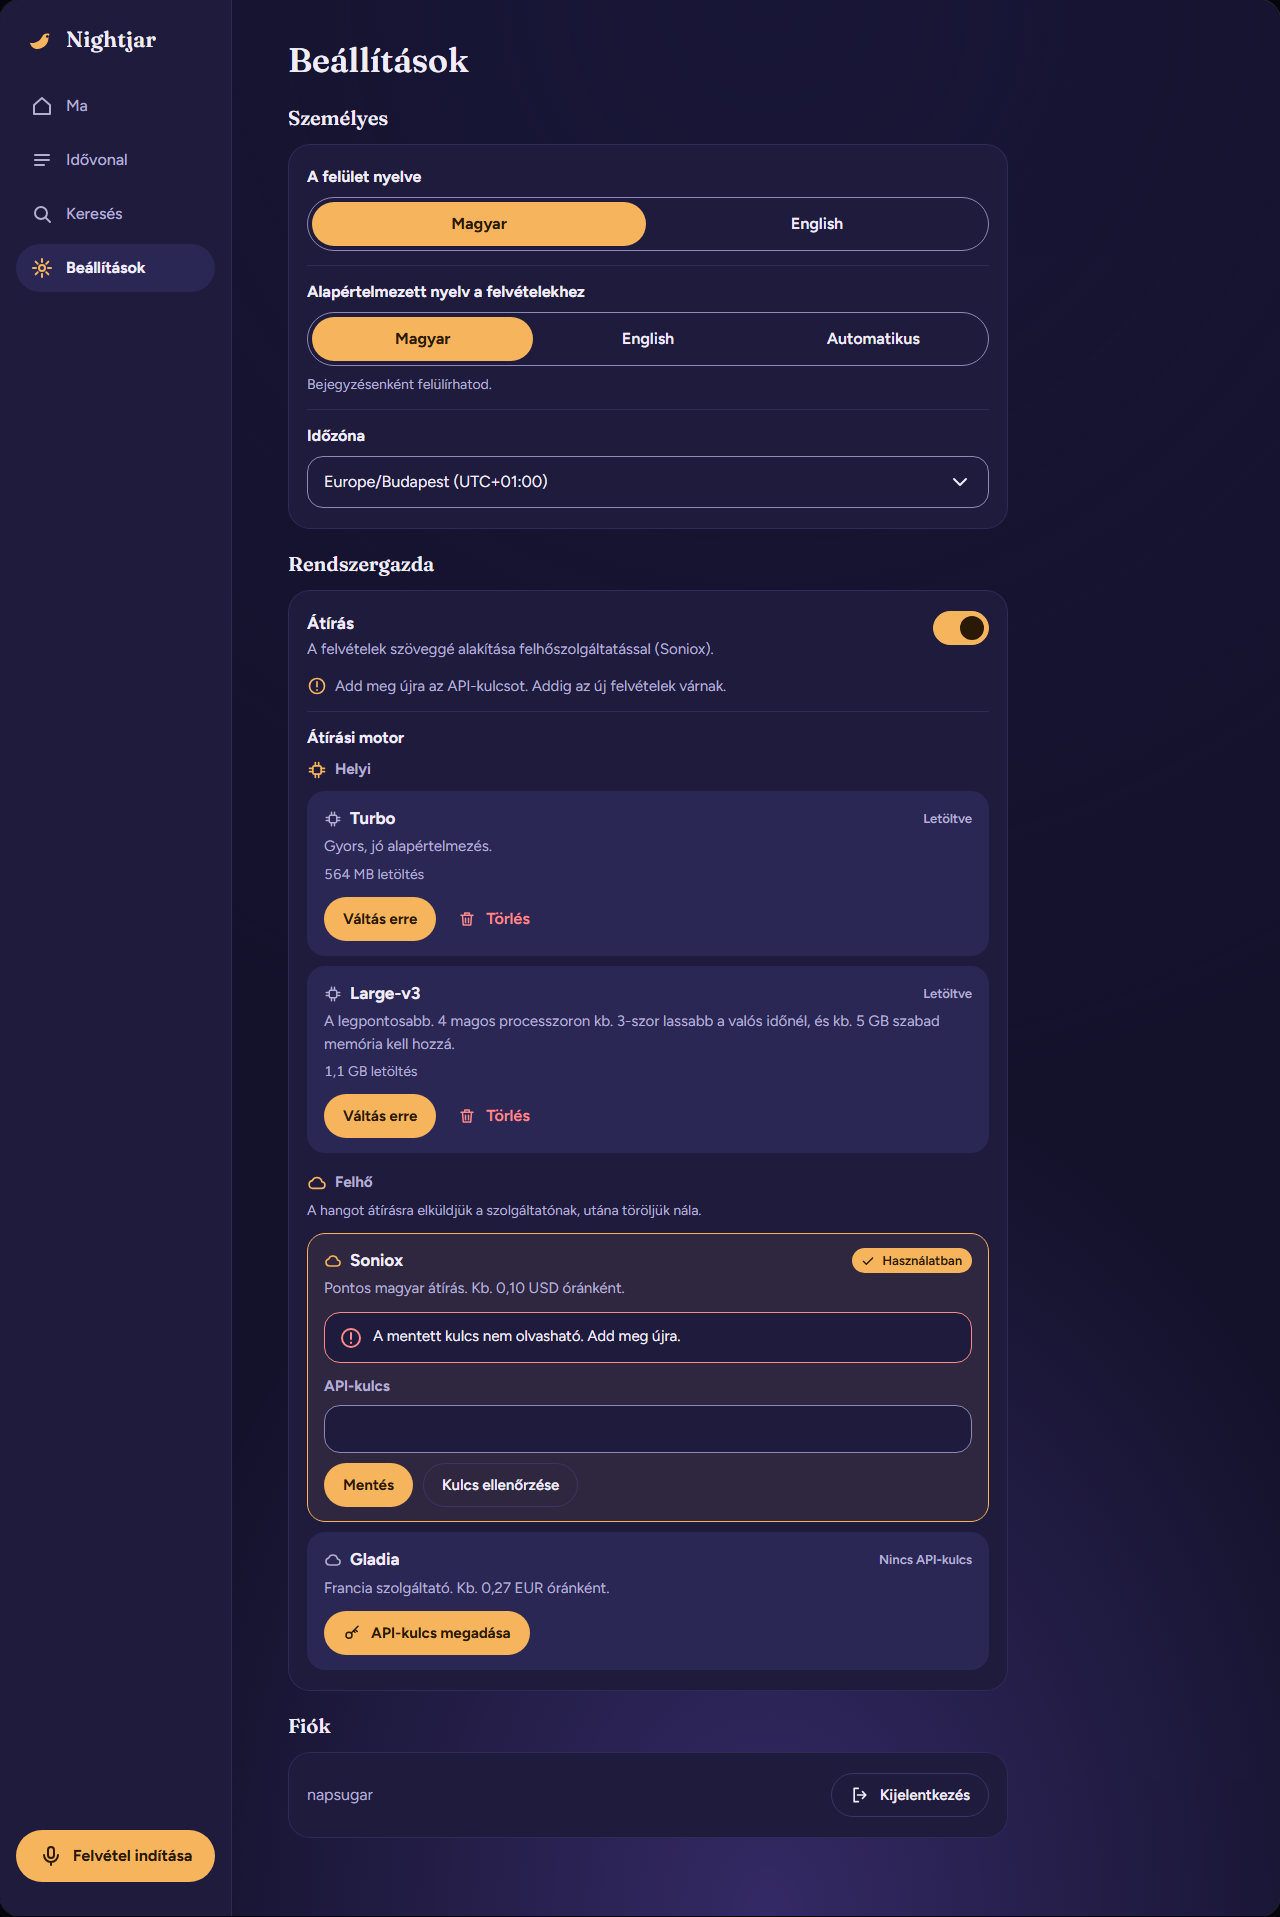 Nightjar
Ma
Idővonal
Keresés
Beállítások
Felvétel indítása
Beállítások
Személyes
A felület nyelve
Magyar
English
Alapértelmezett nyelv a felvételekhez
Magyar
English
Automatikus
Bejegyzésenként felülírhatod.
Időzóna
Europe/Budapest (UTC+01:00)
Rendszergazda
Átírás
A felvételek szöveggé alakítása felhőszolgáltatással (Soniox).
Add meg újra az API-kulcsot. Addig az új felvételek várnak.
Átírási motor
Helyi
Turbo
Letöltve
Gyors, jó alapértelmezés.
564 MB letöltés
Váltás erre
Törlés
Large-v3
Letöltve
A legpontosabb. 4 magos processzoron kb. 3-szor lassabb a valós időnél, és kb. 5 GB szabad
memória kell hozzá.
1,1 GB letöltés
Váltás erre
Törlés
Felhő
A hangot átírásra elküldjük a szolgáltatónak, utána töröljük nála.
Soniox
Használatban
Pontos magyar átírás. Kb. 0,10 USD óránként.
A mentett kulcs nem olvasható. Add meg újra.
API-kulcs
Mentés
Kulcs ellenőrzése
Gladia
Nincs API-kulcs
Francia szolgáltató. Kb. 0,27 EUR óránként.
API-kulcs megadása
Fiók
napsugar
Kijelentkezés